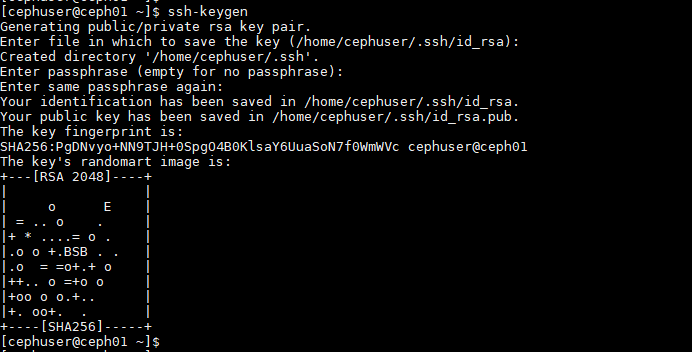 [cephuser@ceph01 ~]$
[cephuser@ceph01 ~]$ ssh-keygen
Generating public/private rsa key pair.
Enter file in which to save the key (/home/cephuser/.ssh/id_rsa):
Created directory '/home/cephuser/.ssh'.
Enter passphrase (empty for no passphrase):
Enter same passphrase again:
Your identification has been saved in /home/cephuser/.ssh/id_rsa.
Your public key has been saved in /home/cephuser/.ssh/id_rsa.pub.
The key fingerprint is:
SHA256:PgDNvyo+NN9TJH+0SpgO4B0KlsaY6UuaSoN7f0WmWVc cephuser@ceph01
The key's randomart image is:
+---[RSA 2048]----+
|                 |
|     o      E    |
| = .. o    .     |
|+ * ....= o .    |
|.o o +.BSB . .   |
|.o  = =o+.+ o    |
|++.. o =+o o     |
|+oo o o.+..      |
|+. oo+.  .       |
+----[SHA256]-----+
[cephuser@ceph01 ~]$
[cephuser@ceph01 ~]$